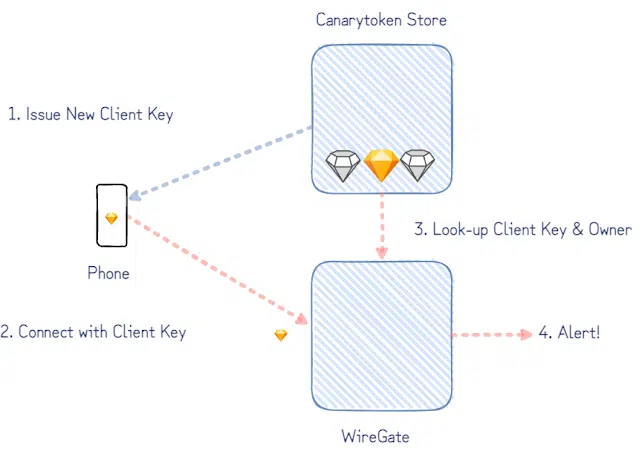 Canarytoken Store
1. Issue New Client Key
3. Look-up Client Key & Owner
Phone
2. Connect with Client Key
4. Alert!
WireGate